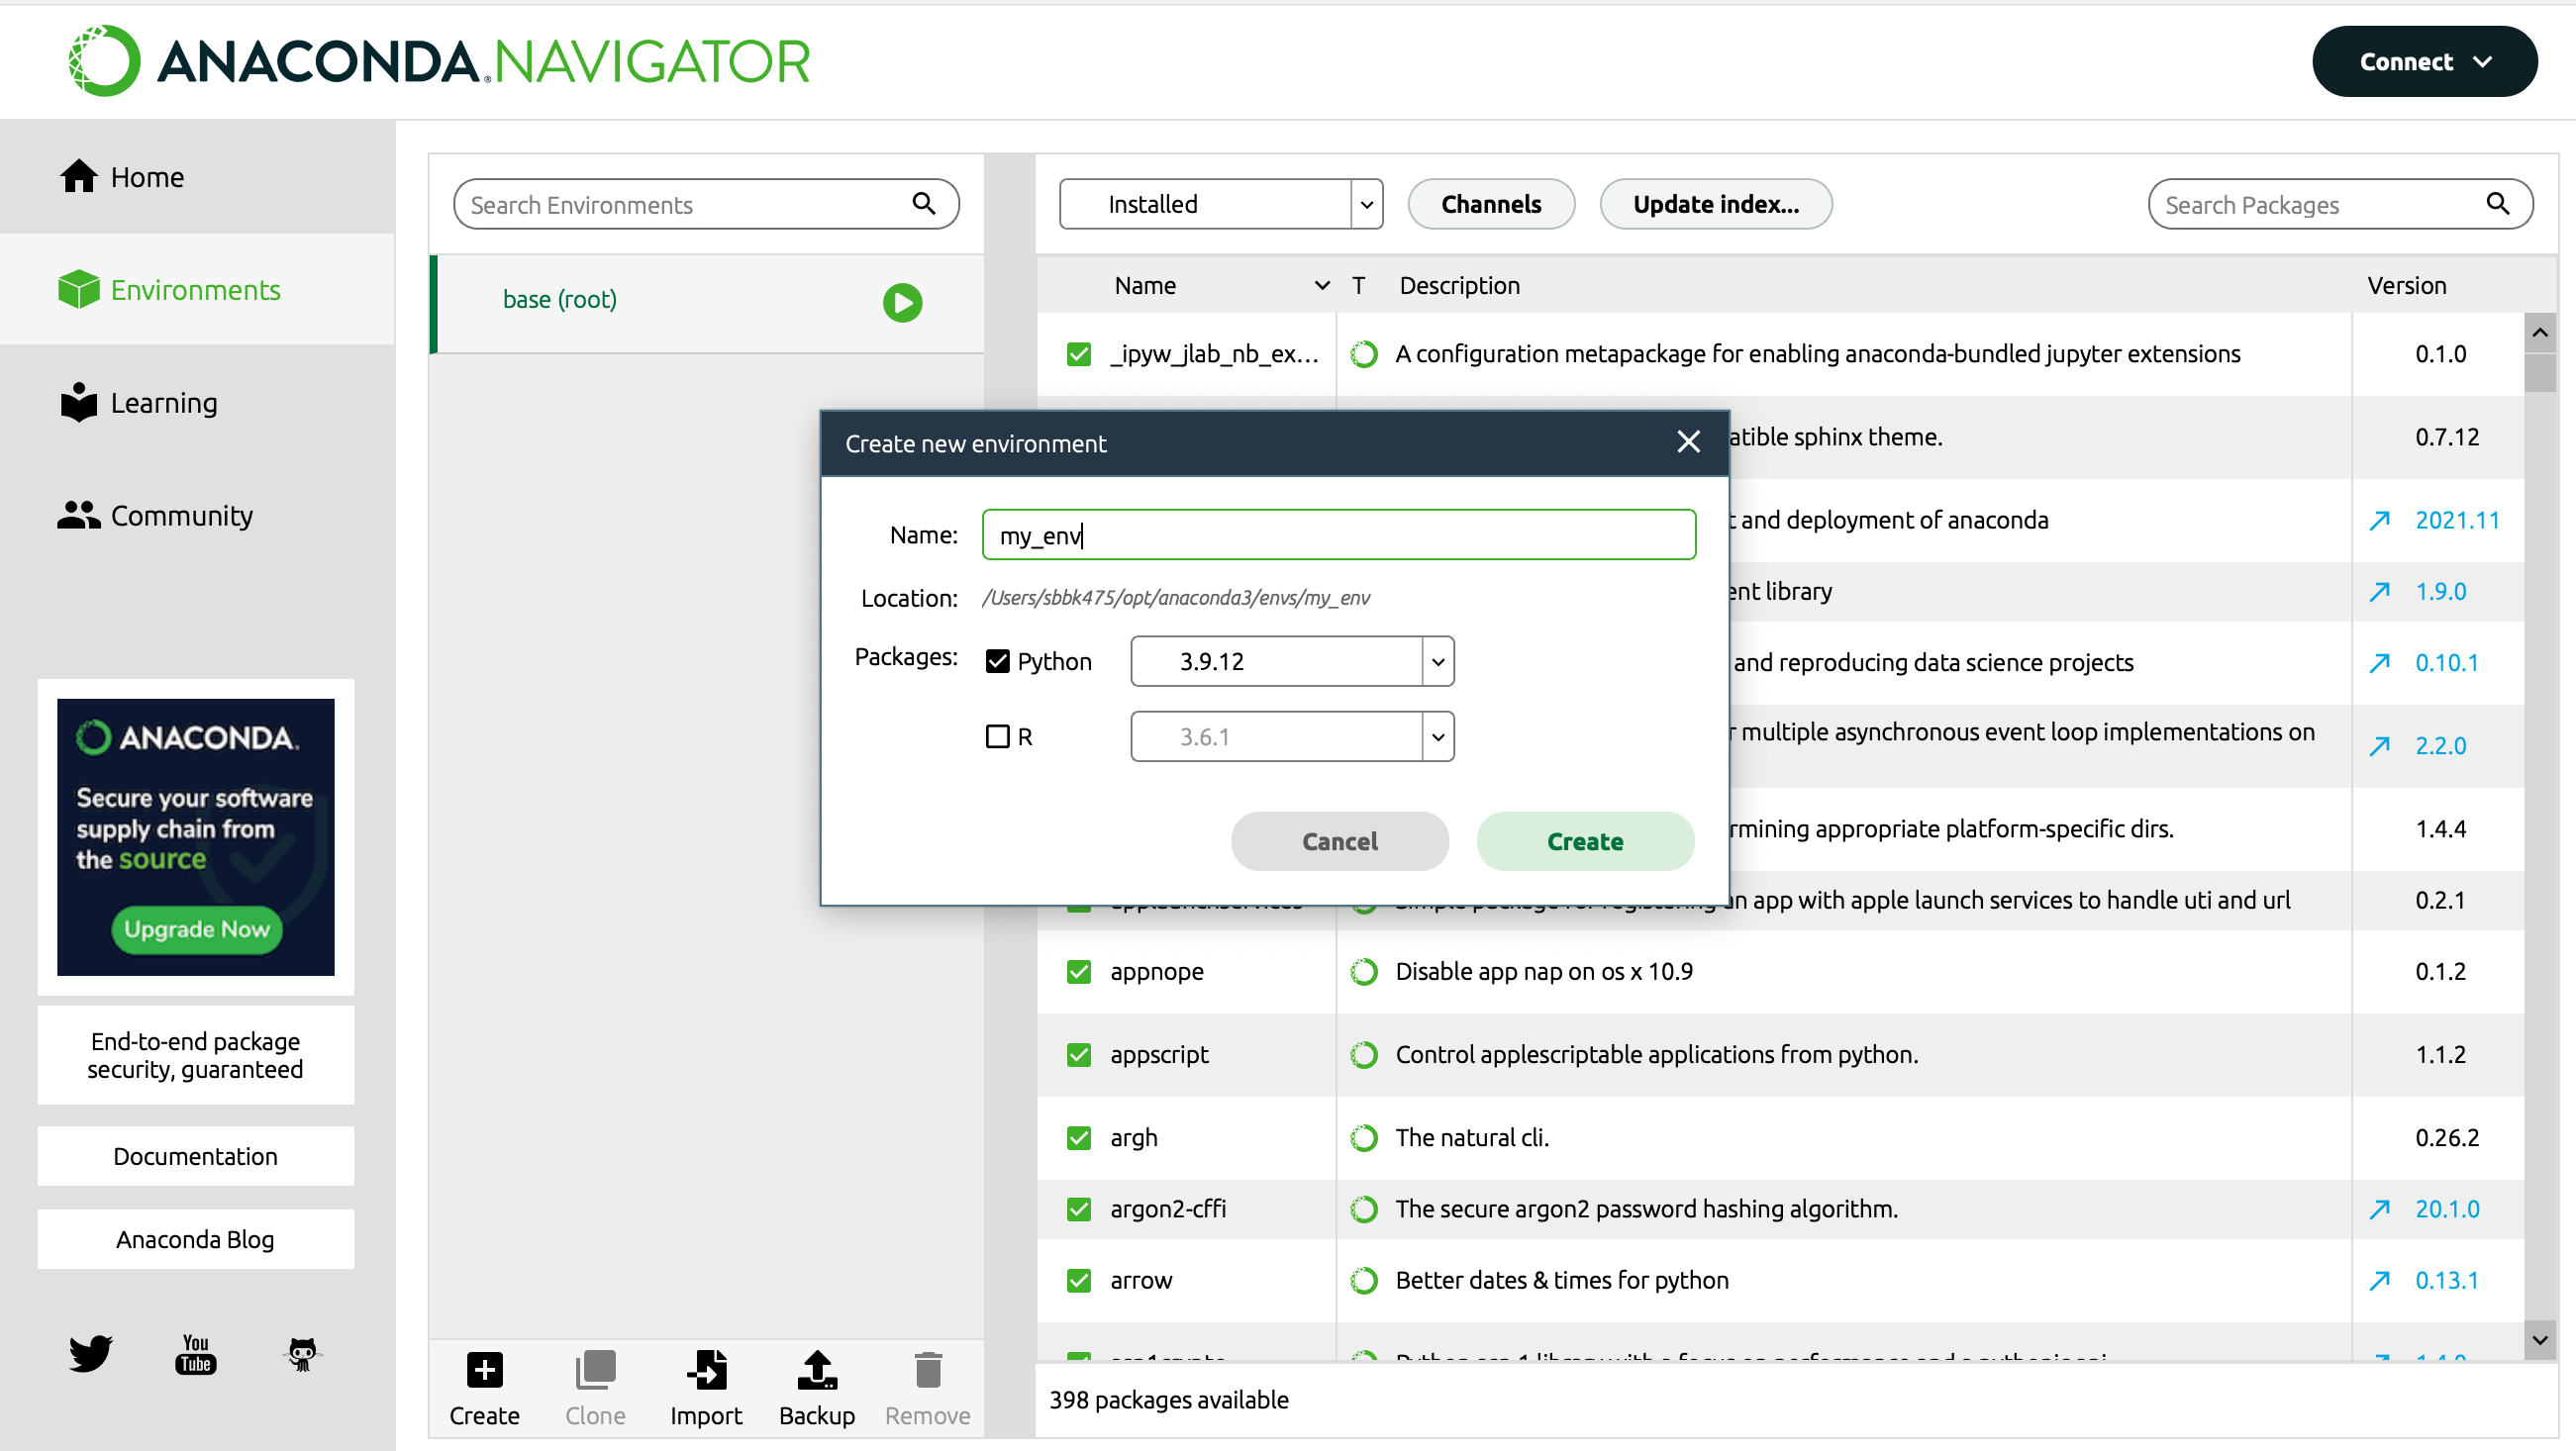 ANACONDA.NAVIGATOR
Connect
Home
Environments
Learning
Community
ANACONDA.
Secure your software
supply chain from
the source
Upgrade Now
End-to-end package
security, guaranteed
Documentation
Anaconda Blog
You
Tube
Search Environments
base (root)
Create
Clone
Import
Backup
Remove
Installed
Channels
Update index...
Search Packages
Name T Description Version
_ipyw_jlab_nb_ex... A configuration metapackage for enabling anaconda-bundled jupyter extensions 0.1.0
sphinx theme. 0.7.12
and deployment of anaconda 2021.11
library 1.9.0
and reproducing data science projects 0.10.1
multiple asynchronous event loop implementations on 2.2.0
appropriate platform-specific dirs. 1.4.4
app with apple launch services to handle uti and url 0.2.1
appnope Disable app nap on os x 10.9 0.1.2
appscript Control applescriptable applications from python. 1.1.2
argh The natural cli. 0.26.2
argon2-cffi The secure argon2 password hashing algorithm. 20.1.0
arrow Better dates & times for python 0.13.1
398 packages available
Create new environment
Name: my_env
Location: /Users/sbbk475/opt/anaconda3/envs/my_env
Packages: Python 3.9.12
R 3.6.1
Cancel Create